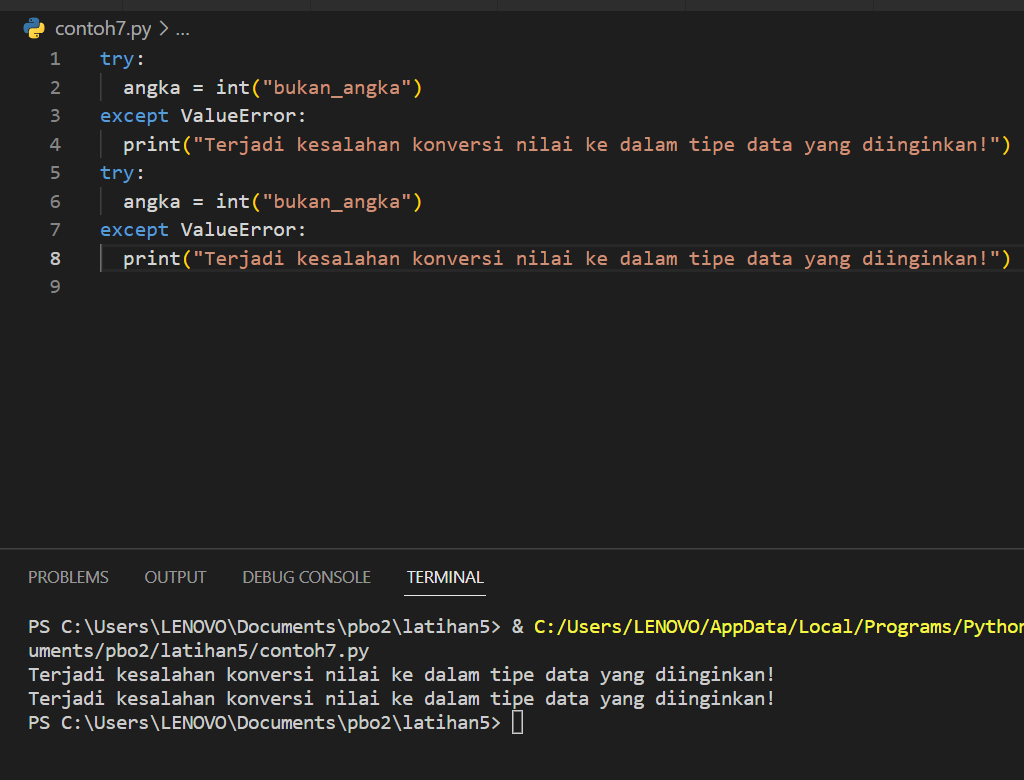 contoh7.py > ...
1 try:
2 angka = int("bukan_angka")
3 except ValueError:
4 print("Terjadi kesalahan konversi nilai ke dalam tipe data yang diinginkan!")
5 try:
6 angka = int("bukan_angka")
7 except ValueError:
8 print("Terjadi kesalahan konversi nilai ke dalam tipe data yang diinginkan!")
9
PROBLEMS OUTPUT DEBUG CONSOLE TERMINAL
PS C:\Users\LENOVO\Documents\pbo2\latihan5> & C:/Users/LENOVO/AppData/Local/Programs/Python
uments/pbo2/latihan5/contoh7.py
Terjadi kesalahan konversi nilai ke dalam tipe data yang diinginkan!
Terjadi kesalahan konversi nilai ke dalam tipe data yang diinginkan!
PS C:\Users\LENOVO\Documents\pbo2\latihan5>